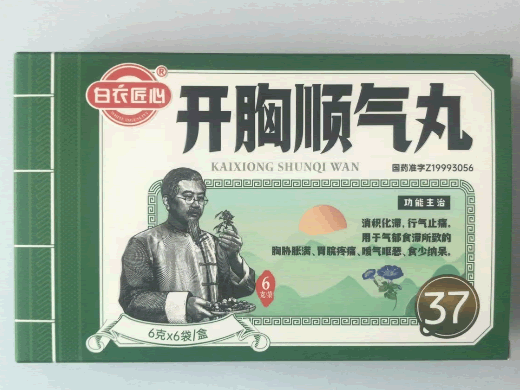 白衣匠心
®
开胸顺气丸
KAIXIONG SHUNQI WAN
国药准字Z19993056
功能主治
消积化滞，行气止痛。
用于气郁食滞所致的
胸胁胀满、胃脘疼痛、嗳气呕恶、食少纳呆。
6
6克x6袋/盒
37